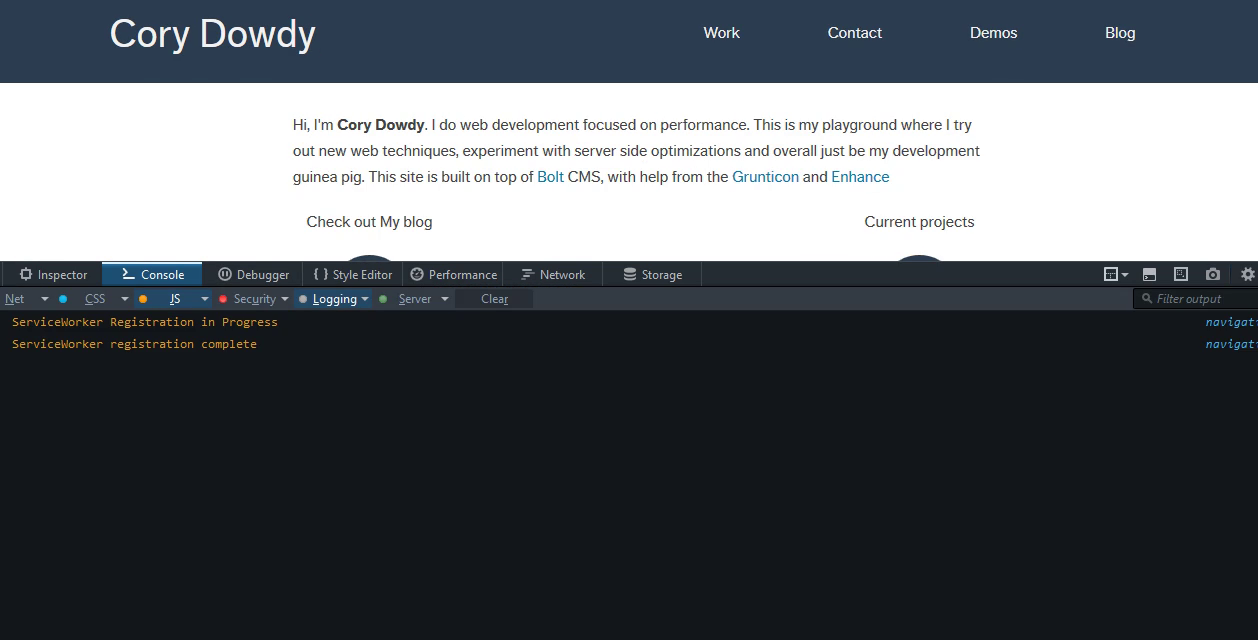 Cory Dowdy
Work Contact Demos Blog
Hi, I'm Cory Dowdy. I do web development focused on performance. This is my playground where I try
out new web techniques, experiment with server side optimizations and overall just be my development
guinea pig. This site is built on top of Bolt CMS, with help from the Grunticon and Enhance
Check out My blog Current projects
Inspector Console Debugger Style Editor Performance Network Storage
Net CSS JS Security Logging Server Clear Filter output
ServiceWorker Registration in Progress
ServiceWorker registration complete